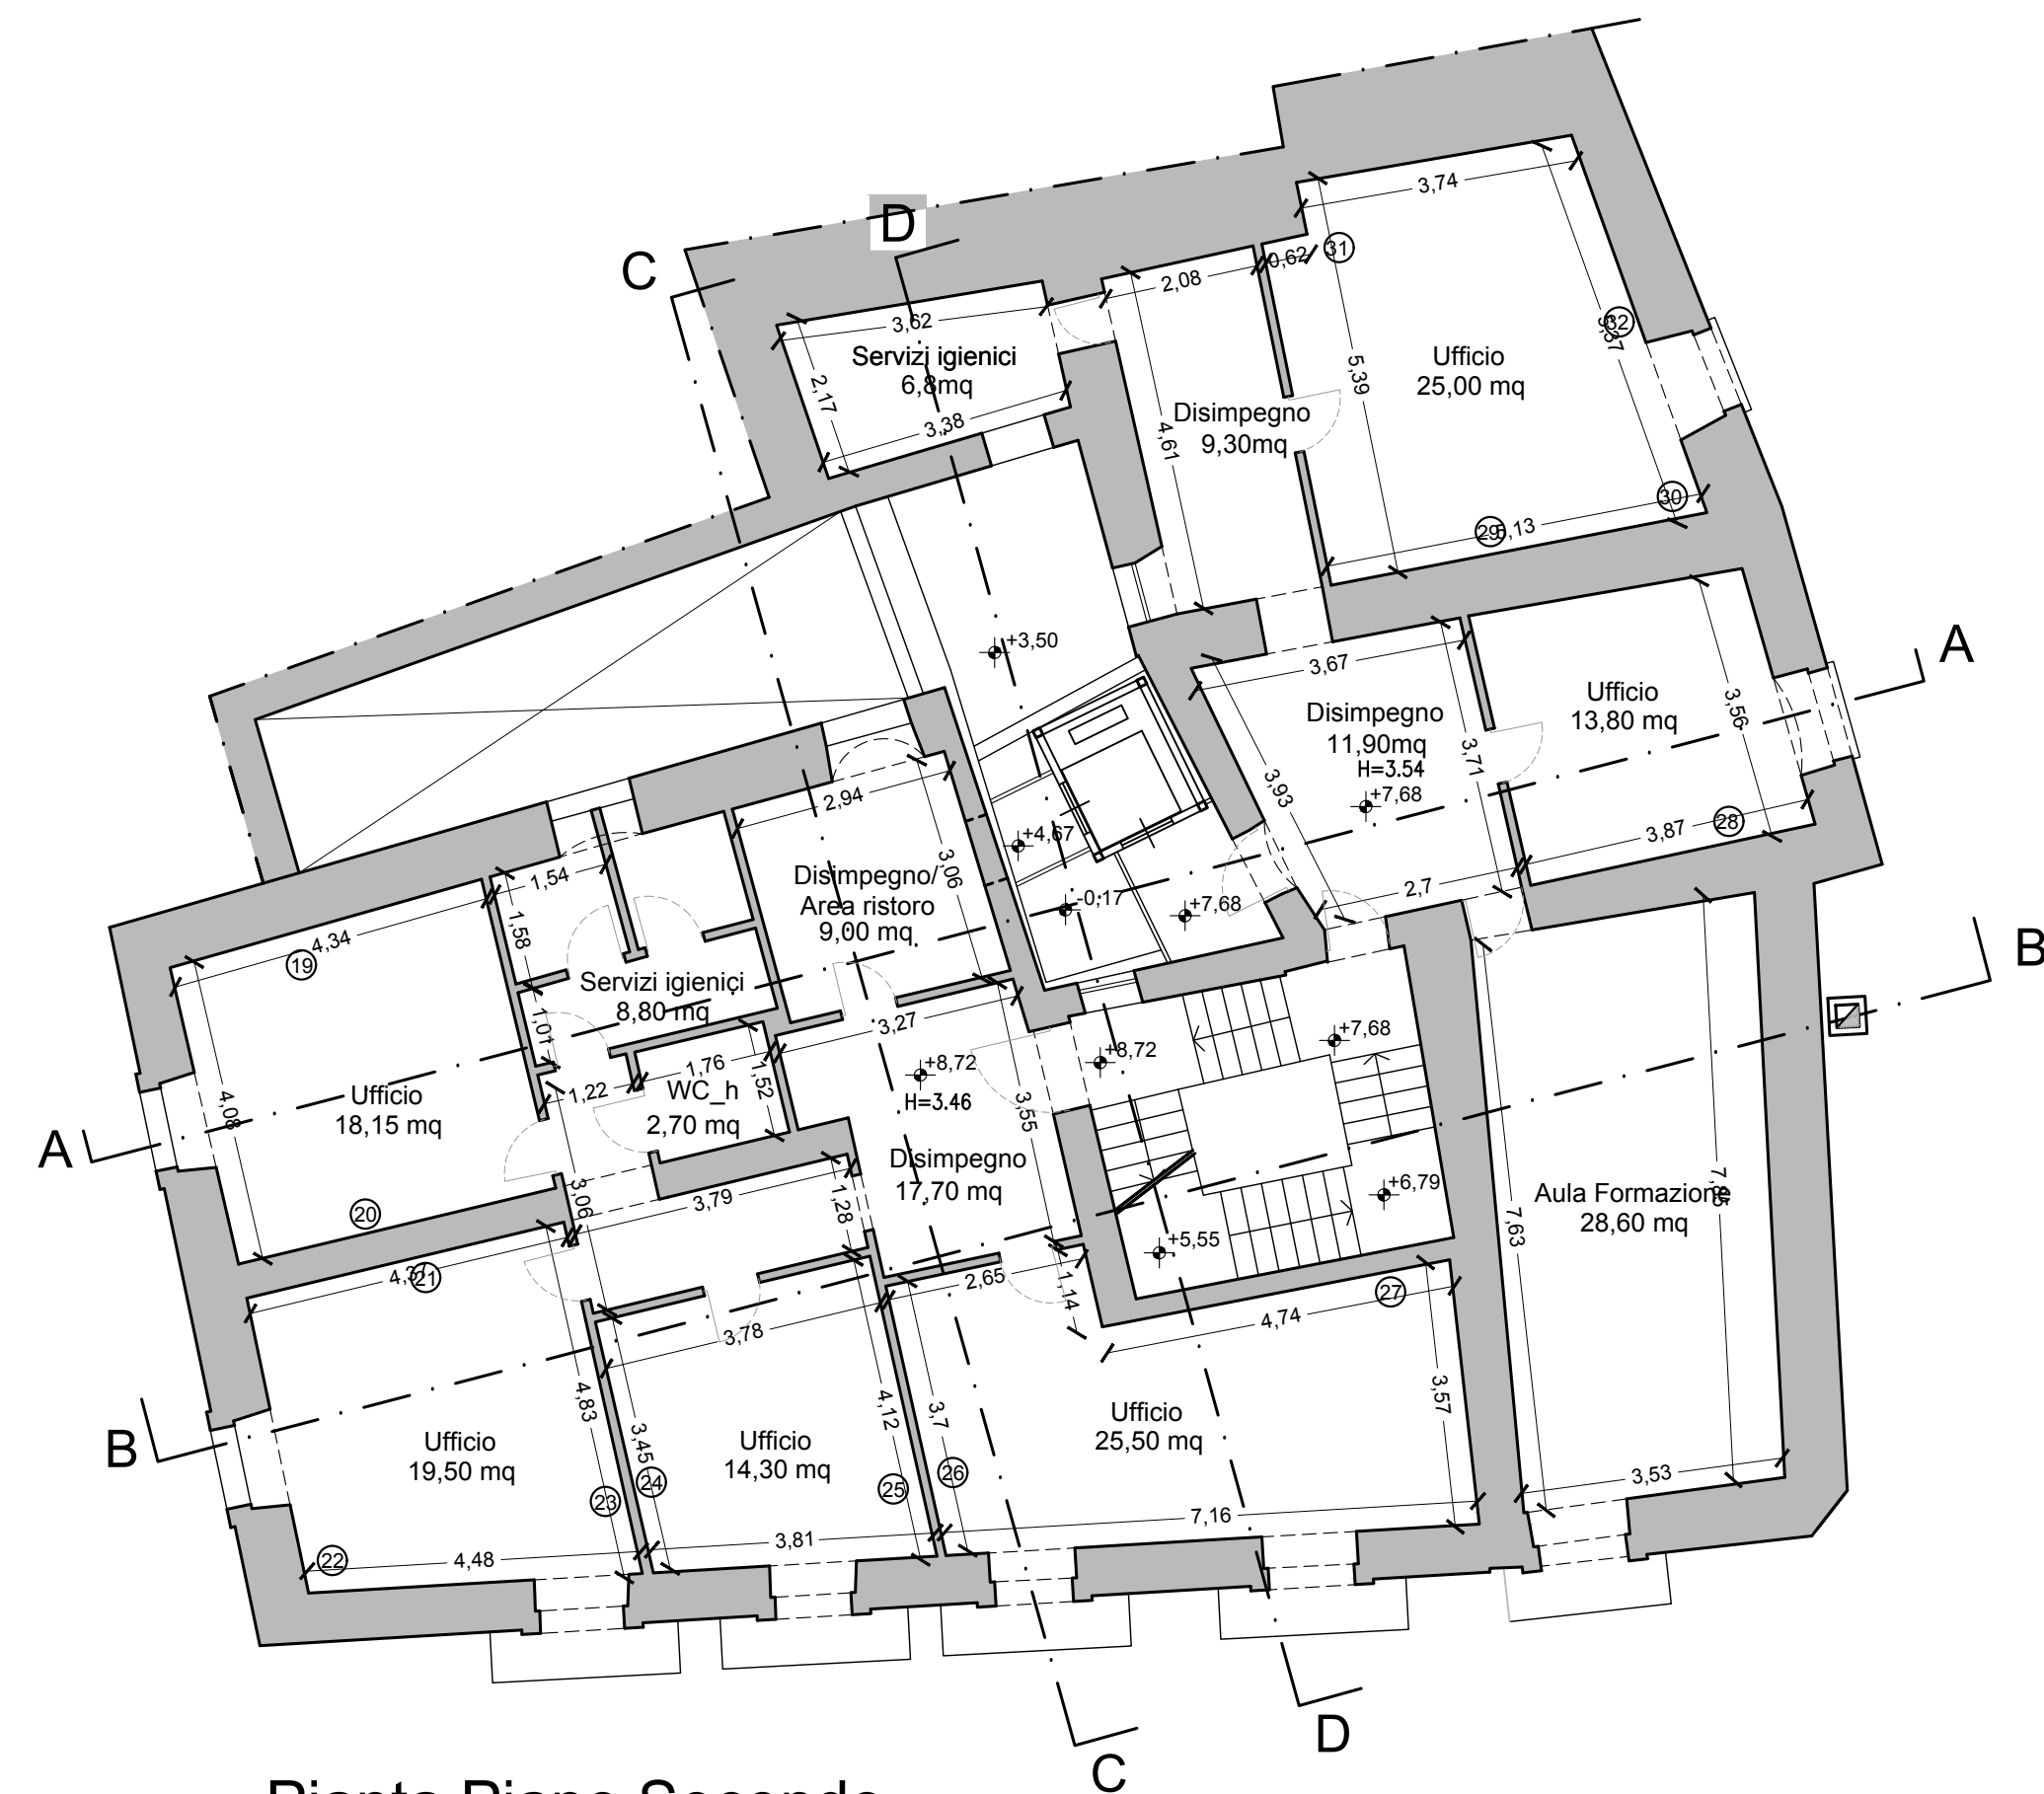 D
C
3,74
31
0,62
2,08
32
3,62
Servizi igienici
6,8mq
2,17
3,38
Ufficio
25,00 mq
5,39
Disimpegno
9,30mq
4,61
30
29
5,13
+3,50
A
3,67
Ufficio
13,80 mq
3,56
Disimpegno
11,90mq
H=3.54
+7,68
3,71
3,93
28
3,87
2,94
+4,67
3,06
Disimpegno/
Area ristoro
9,00 mq
-0,17
+7,68
2,7
1,54
1,58
4,34
19
B
Servizi igienici
8,80 mq
1,01
3,27
+7,68
+8,72
+8,72
H=3.46
1,76
1,52
1,22
WC_h
2,70 mq
3,55
Ufficio
18,15 mq
4,08
A
Disimpegno
17,70 mq
+6,79
Aula Formazione
28,60 mq
7,63
3,06
3,79
1,28
20
+5,55
21
2,65
1,14
27
4,74
3,78
4,83
4,12
3,7
3,57
Ufficio
25,50 mq
B
Ufficio
19,50 mq
3,45
Ufficio
14,30 mq
24
23
25
26
3,53
7,16
3,81
4,48
22
D
C
Pianta Piano Secondo